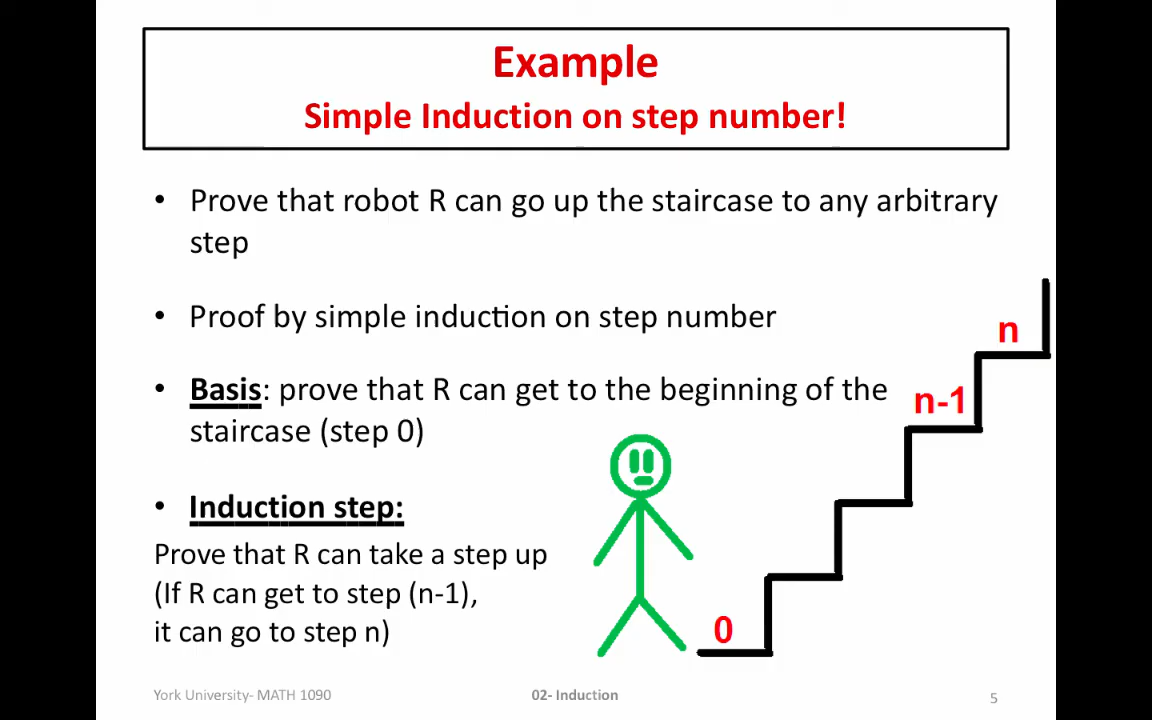 Example
Simple Induction on step number!
• Prove that robot R can go up the staircase to any arbitrary
step
• Proof by simple induction on step number
• Basis: prove that R can get to the beginning of the
staircase (step 0)
• Induction step:
Prove that R can take a step up
(If R can get to step (n-1),
it can go to step n)
n
n-1
0
York University- MATH 1090
02- Induction
5